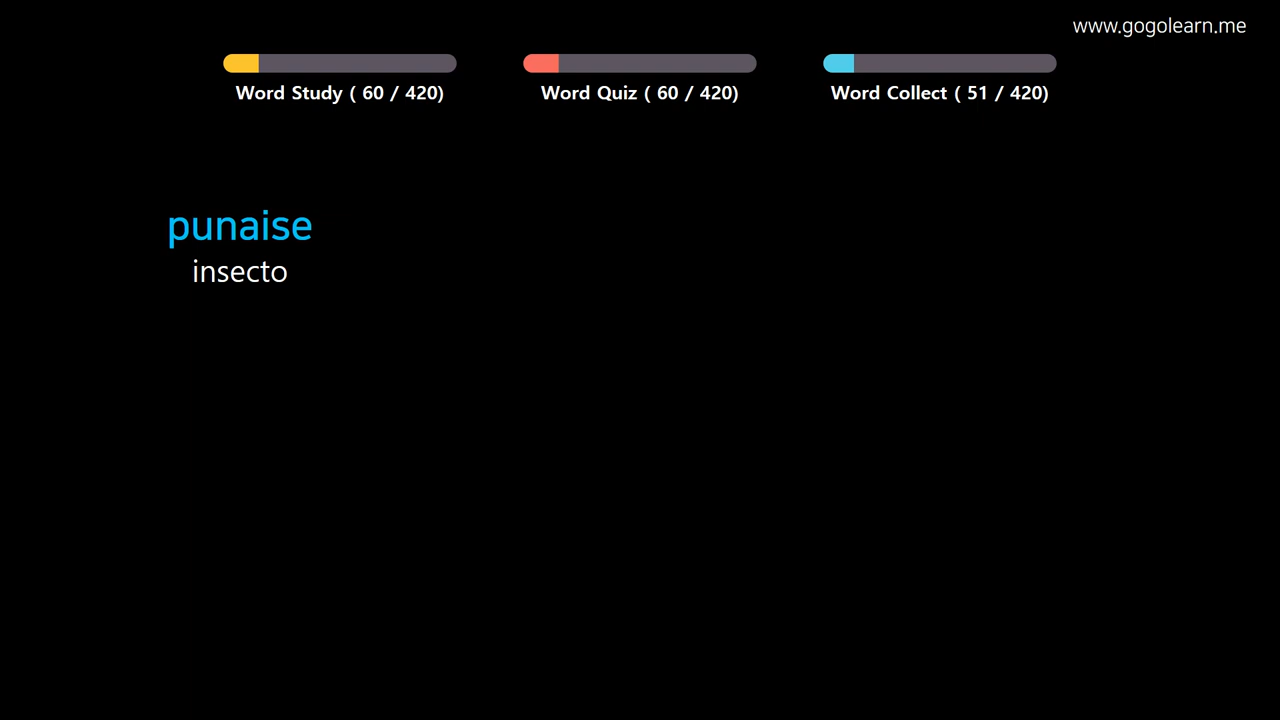 www.gogolearn.me
Word Study ( 60 / 420)
Word Quiz ( 60 / 420)
Word Collect ( 51 / 420)
punaise
insecto